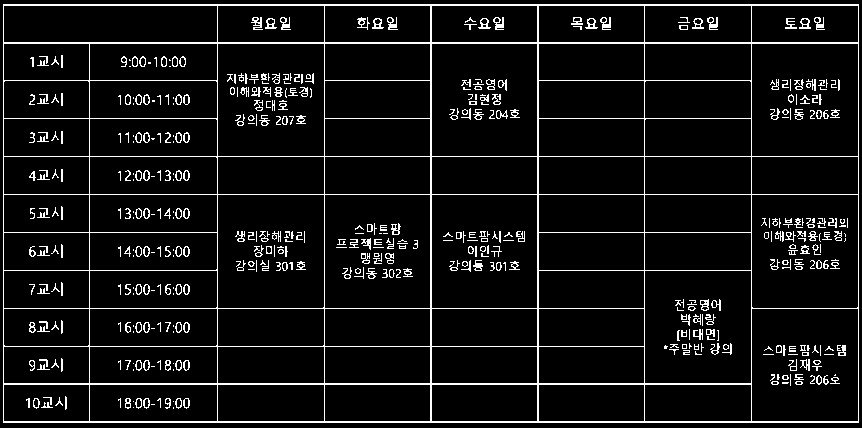 월요일 화요일 수요일 목요일 금요일 토요일
1교시 9:00-10:00
2교시 10:00-11:00
3교시 11:00-12:00
4교시 12:00-13:00
5교시 13:00-14:00
6교시 14:00-15:00
7교시 15:00-16:00
8교시 16:00-17:00
9교시 17:00-18:00
10교시 18:00-19:00
지하부환경관리의
이해와적용(토경)
정대호
강의동 207호
생리장해관리
장미하
강의실 301호
스마트팜
프로젝트실습 3
맹원영
강의동 302호
전공영어
김현정
강의동 204호
스마트팜시스템
이인규
강의동 301호
전공영어
박혜랑
[비대면]
*주말반 강의
생리장해관리
이소라
강의동 206호
지하부환경관리의
이해와적용(토경)
윤효인
강의동 206호
스마트팜시스템
김재우
강의동 206호